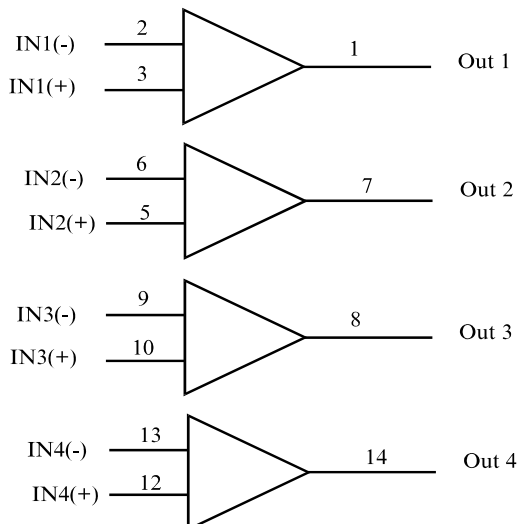 IN1(-) 2
IN1(+) 3
1 Out 1
IN2(-) 6
IN2(+) 5
7 Out 2
IN3(-) 9
IN3(+) 10
8 Out 3
IN4(-) 13
IN4(+) 12
14 Out 4